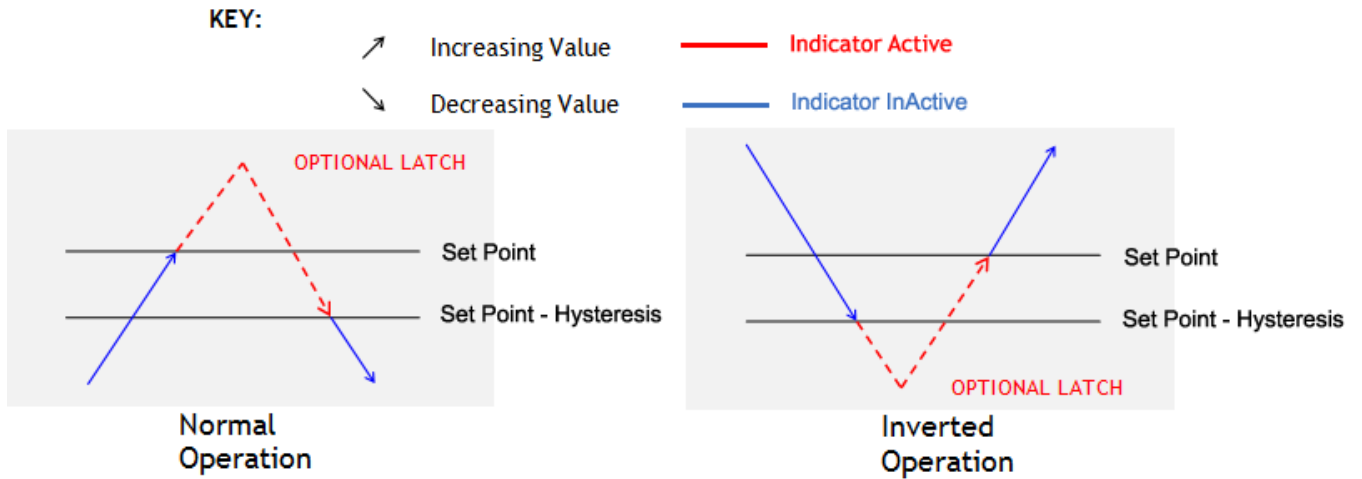 KEY:
Increasing Value
Indicator Active
Decreasing Value
Indicator InActive
OPTIONAL LATCH
Set Point
Set Point - Hysteresis
Normal
Operation
Set Point
Set Point - Hysteresis
OPTIONAL LATCH
Inverted
Operation